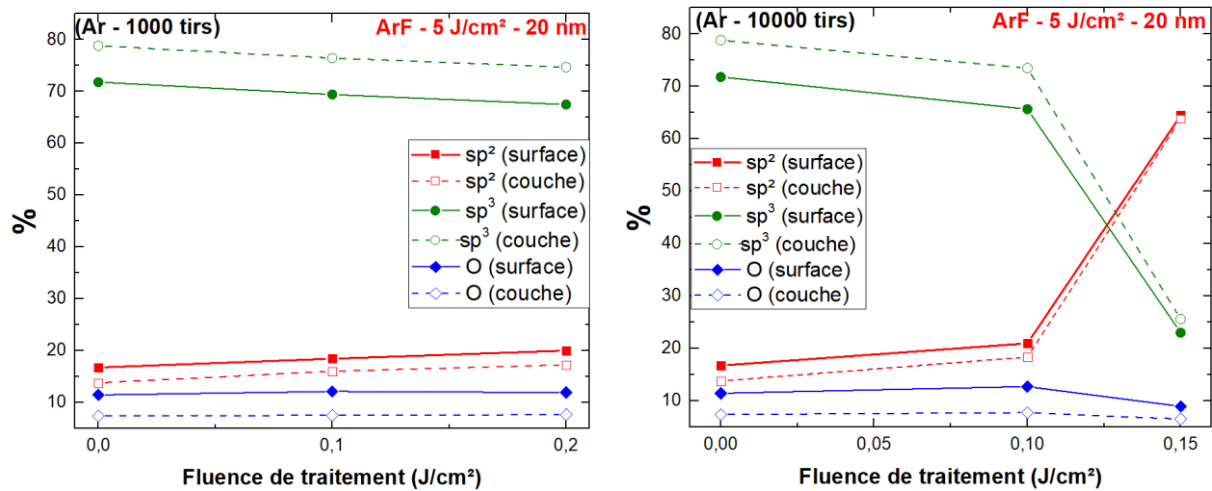 (Ar - 1000 tirs)
ArF - 5 J/cm² - 20 nm
80
70
60
50
40
30
20
10
%
sp² (surface)
sp² (couche)
sp³ (surface)
sp³ (couche)
O (surface)
O (couche)
0,0
0,1
0,2
Fluence de traitement (J/cm²)
(Ar - 10000 tirs)
ArF - 5 J/cm² - 20 nm
80
70
60
50
40
30
20
10
%
sp² (surface)
sp² (couche)
sp³ (surface)
sp³ (couche)
O (surface)
O (couche)
0,00
0,05
0,10
0,15
Fluence de traitement (J/cm²)